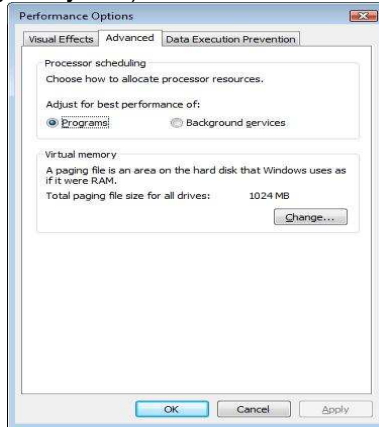 Performance Options
Visual Effects Advanced Data Execution Prevention
Processor scheduling
Choose how to allocate processor resources.
Adjust for best performance of:
Programs Background services
Virtual memory
A paging file is an area on the hard disk that Windows uses as
if it were RAM.
Total paging file size for all drives: 1024 MB
Change...
OK Cancel Apply